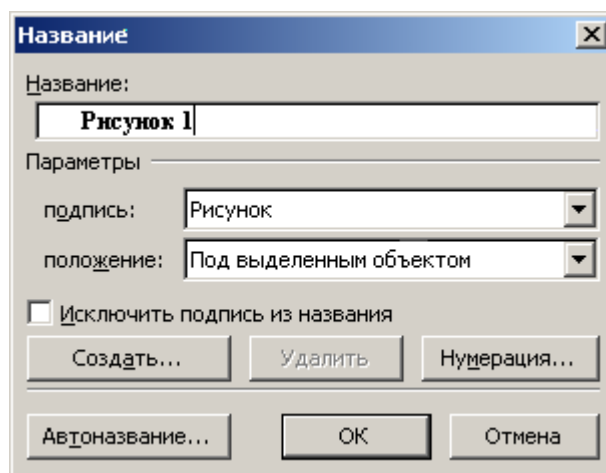 Название
Название:
Рисунок 1
Параметры
подпись: Рисунок
положение: Под выделенным объектом
Исключить подпись из названия
Создать... Удалить Нумерация...
Автоназвание... ОК Отмена